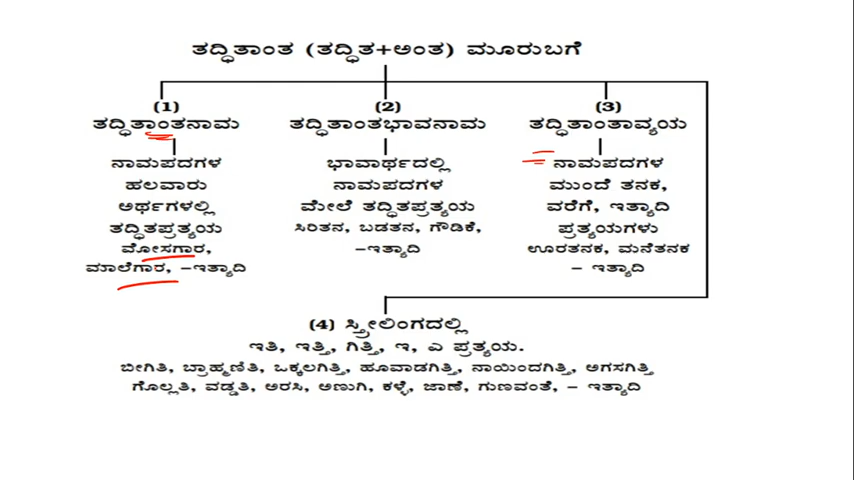 ತದ್ಧಿತಾಂತ (ತದ್ಧಿತ+ಅಂತ) ಮೂರುಬಗೆ
(1)
ತದ್ಧಿತಾಂತನಾಮ
ನಾಮಪದಗಳ
ಹಲವಾರು
ಅರ್ಥಗಳಲ್ಲಿ
ತದ್ಧಿತಪ್ರತ್ಯಯ
ಮೋಸಗಾರ,
ಮಾಲೆಗಾರ, –ಇತ್ಯಾದಿ
(2)
ತದ್ಧಿತಾಂತಭಾವನಾಮ
ಭಾವಾರ್ಥದಲ್ಲಿ
ನಾಮಪದಗಳ
ಮೇಲೆ ತದ್ಧಿತಪ್ರತ್ಯಯ
ಸಿರಿತನ, ಬಡತನ, ಗೌಡಿಕೆ,
–ಇತ್ಯಾದಿ
(3)
ತದ್ಧಿತಾಂತಾವ್ಯಯ
ನಾಮಪದಗಳ
ಮುಂದೆ ತನಕ,
ವರೆಗೆ, ಇತ್ಯಾದಿ
ಪ್ರತ್ಯಯಗಳು
ಊರತನಕ, ಮನೆತನಕ
– ಇತ್ಯಾದಿ
(4) ಸ್ತ್ರೀಲಿಂಗದಲ್ಲಿ
ಇತಿ, ಇತ್ತಿ, ಗಿತ್ತಿ, ಇ, ಎ ಪ್ರತ್ಯಯ.
ಬೀಗಿತಿ, ಬ್ರಾಹ್ಮಣಿತಿ, ಒಕ್ಕಲಗಿತ್ತಿ, ಹೂವಾಡಗಿತ್ತಿ, ನಾಯಿಂದಗಿತ್ತಿ, ಅಗಸಗಿತ್ತಿ
ಗೊಲ್ಲತಿ, ವಡ್ಡತಿ, ಅರಸಿ, ಅಣುಗಿ, ಕಳ್ಳೆ, ಜಾಣೆ, ಗುಣವಂತೆ, – ಇತ್ಯಾದಿ